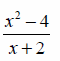 x² − 4
x + 2